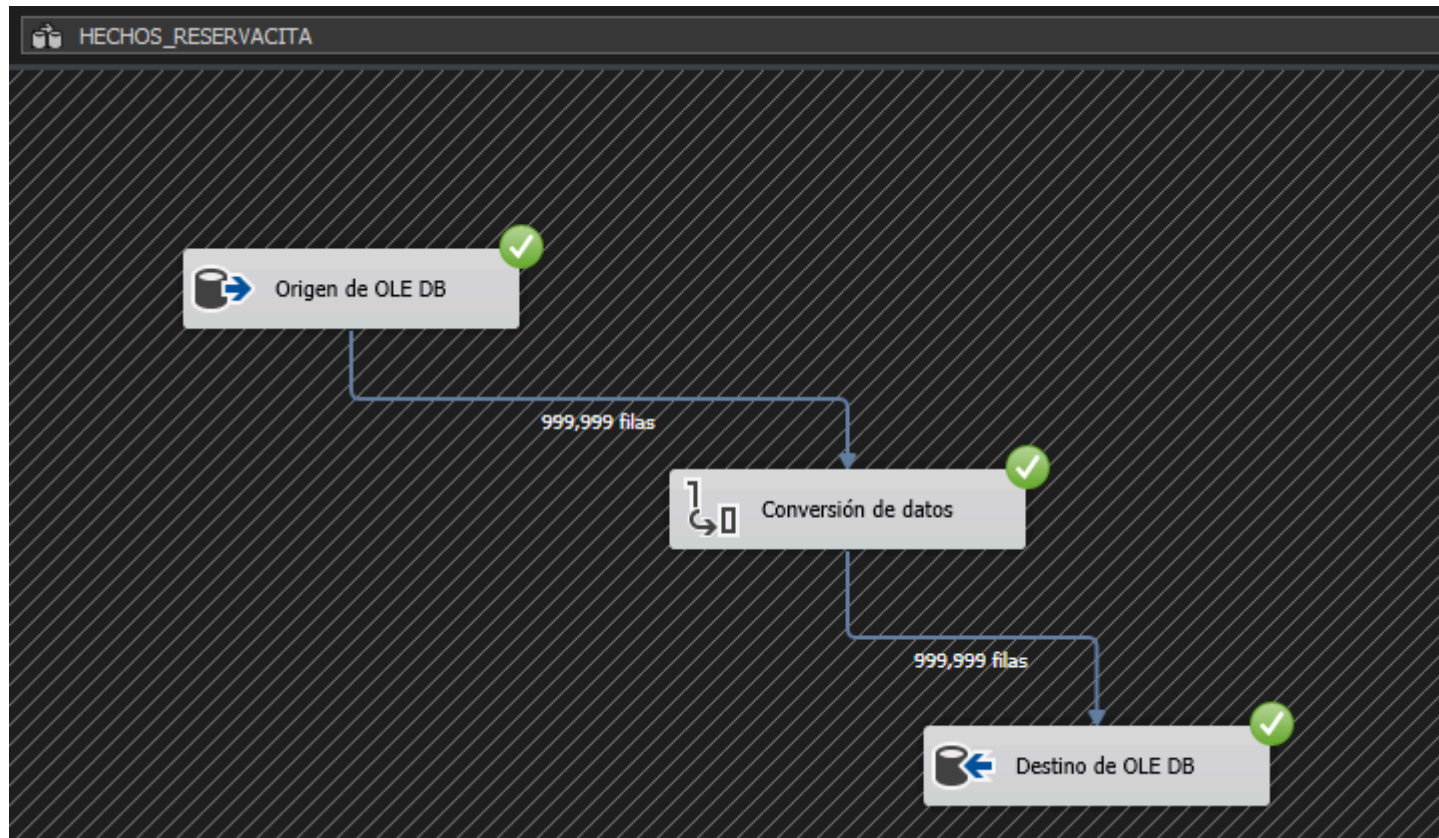 HECHOS_RESERVACITA
Origen de OLE DB
999,999 filas
Conversión de datos
999,999 filas
Destino de OLE DB